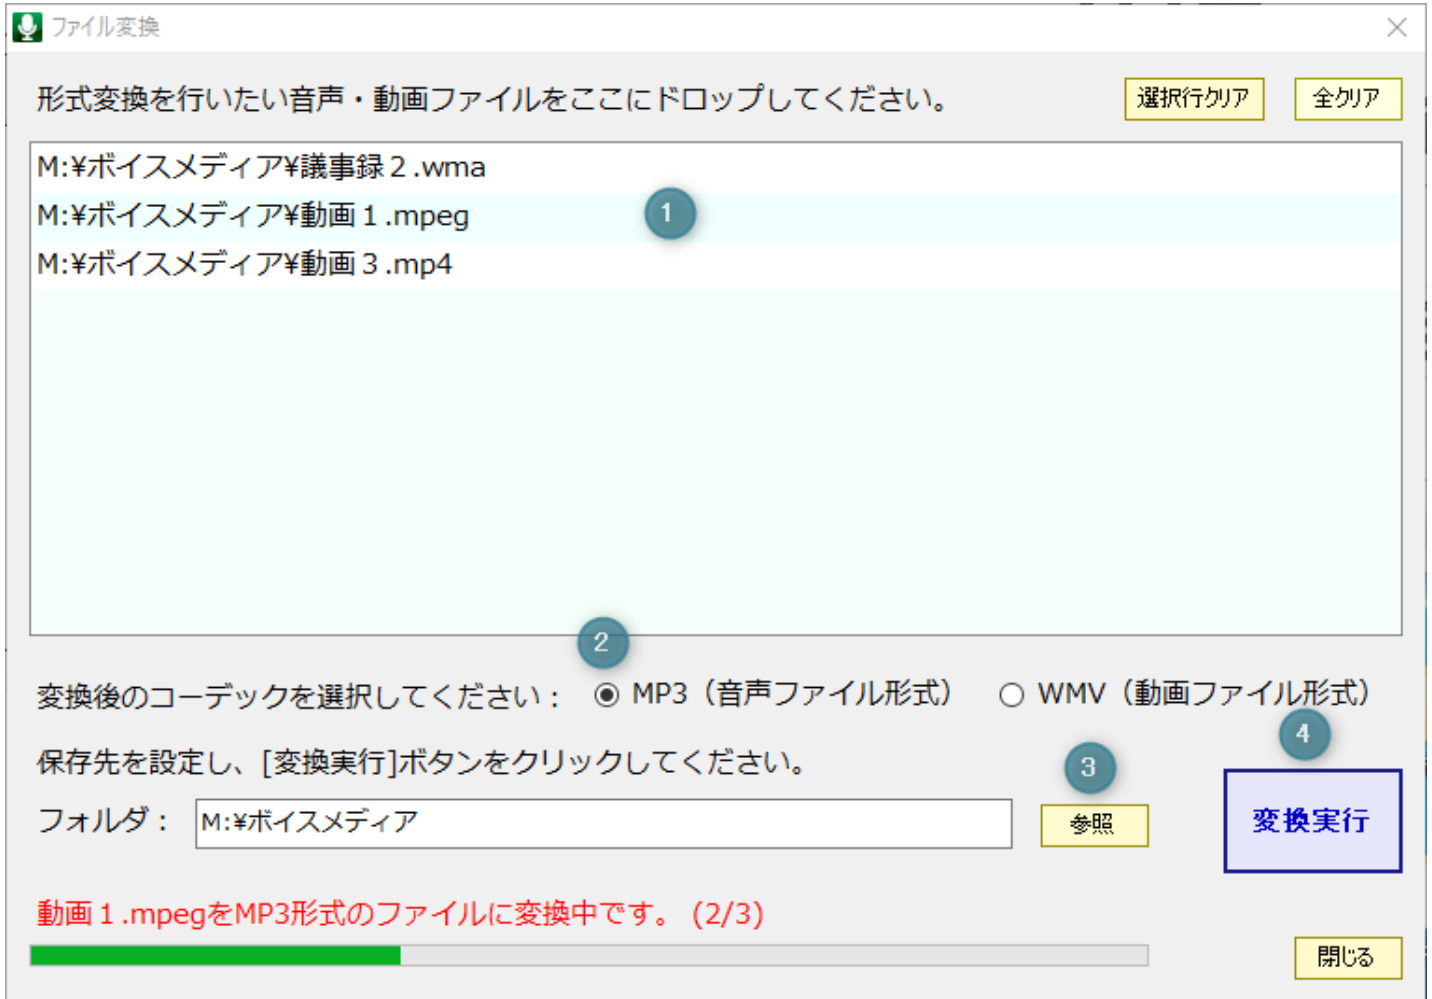 ファイル変換
形式変換を行いたい音声・動画ファイルをここにドロップしてください。 選択行クリア 全クリア
M:¥ボイスメディア¥議事録２.wma
M:¥ボイスメディア¥動画１.mpeg 1
M:¥ボイスメディア¥動画３.mp4
2
変換後のコーデックを選択してください： MP3（音声ファイル形式） WMV（動画ファイル形式）
4
保存先を設定し、[変換実行]ボタンをクリックしてください。 3
フォルダ： M:¥ボイスメディア 参照 変換実行
動画１.mpegをMP3形式のファイルに変換中です。 (2/3)
閉じる